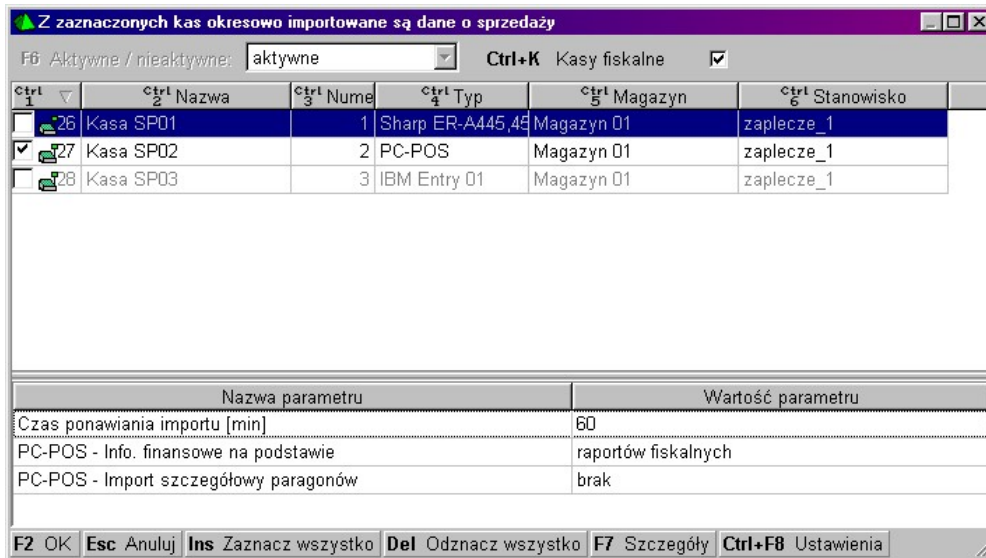 Z zaznaczonych kas okresowo importowane są dane o sprzedaży
F6 Aktywne / nieaktywne: aktywne Ctrl+K Kasy fiskalne
Ctrl 1 Ctrl 2 Nazwa Ctrl 3 Nume Ctrl 4 Typ Ctrl 5 Magazyn Ctrl 6 Stanowisko
26 Kasa SP01 1 Sharp ER-A445,45 Magazyn 01 zaplecze_1
27 Kasa SP02 2 PC-POS Magazyn 01 zaplecze_1
28 Kasa SP03 3 IBM Entry 01 Magazyn 01 zaplecze_1
Nazwa parametru Wartość parametru
Czas ponawiania importu [min] 60
PC-POS - Info. finansowe na podstawie raportów fiskalnych
PC-POS - Import szczegółowy paragonów brak
F2 OK Esc Anuluj Ins Zaznacz wszystko Del Odznacz wszystko F7 Szczegóły Ctrl+F8 Ustawienia